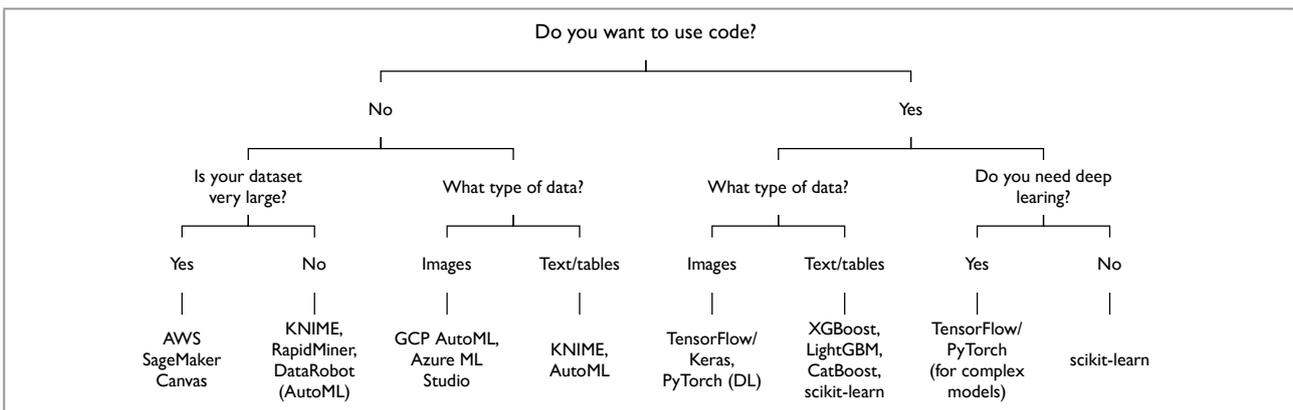 Do you want to use code?
No
Yes
Is your dataset
very large?
What type of data?
What type of data?
Do you need deep
learing?
Yes
No
Images
Text/tables
Images
Text/tables
Yes
No
AWS
SageMaker
Canvas
KNIME,
RapidMiner,
DataRobot
(AutoML)
GCP AutoML,
Azure ML
Studio
KNIME,
AutoML
TensorFlow/
Keras,
PyTorch (DL)
XGBoost,
LightGBM,
CatBoost,
scikit-learn
TensorFlow/
PyTorch
(for complex
models)
scikit-learn